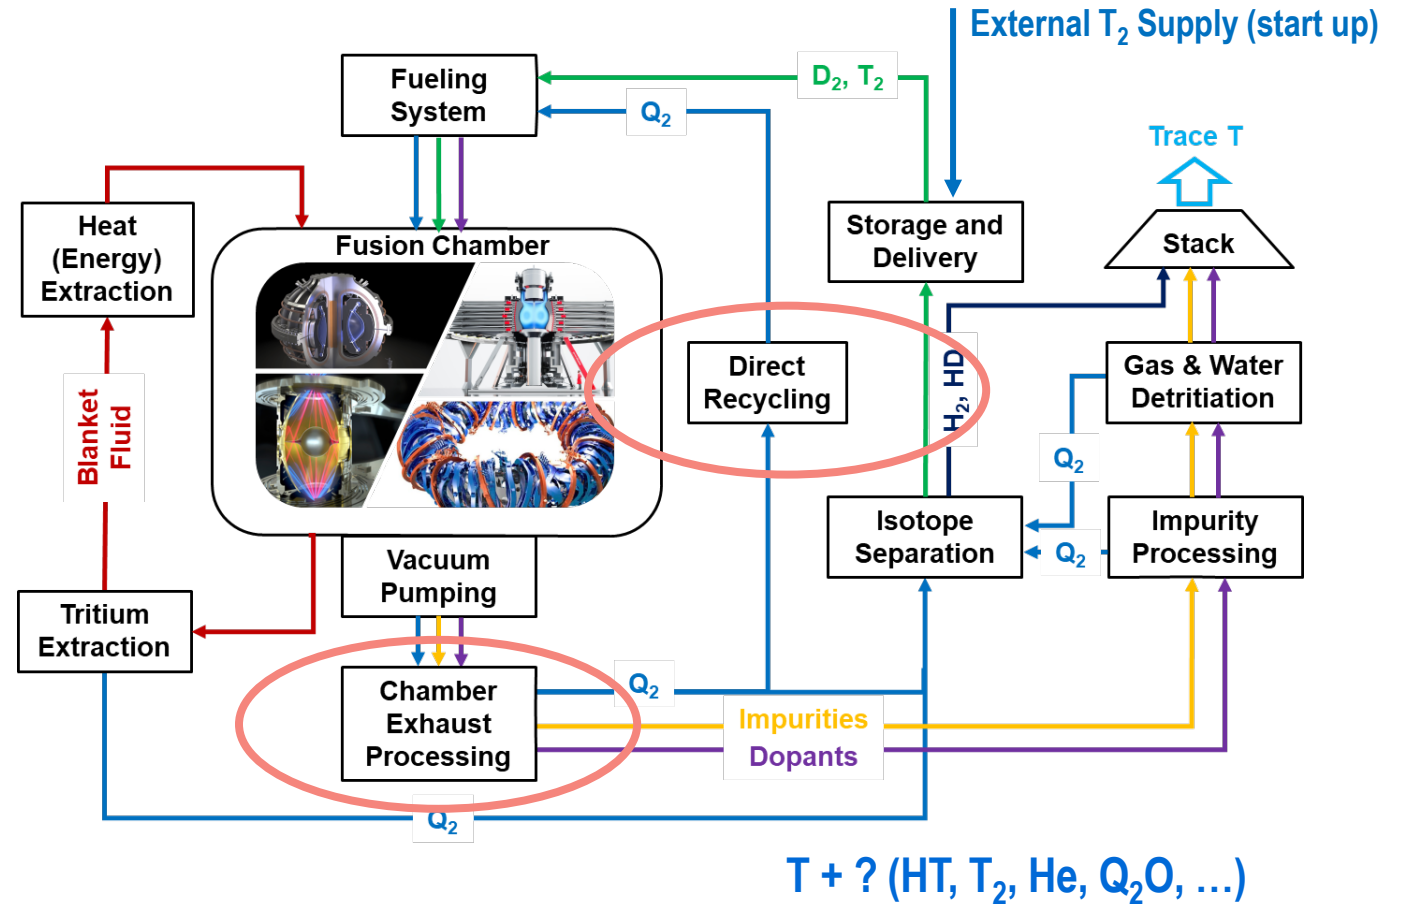 External T₂ Supply (start up)
Fueling
System
D₂, T₂
Q₂
Trace T
Heat
(Energy)
Extraction
Fusion Chamber
Storage and
Delivery
Stack
Blanket
Fluid
Direct
Recycling
H₂, HD
Gas & Water
Detritiation
Q₂
Isotope
Separation
Q₂
Impurity
Processing
Vacuum
Pumping
Tritium
Extraction
Chamber
Exhaust
Processing
Q₂
Impurities
Dopants
Q₂
T + ? (HT, T₂, He, Q₂O, …)